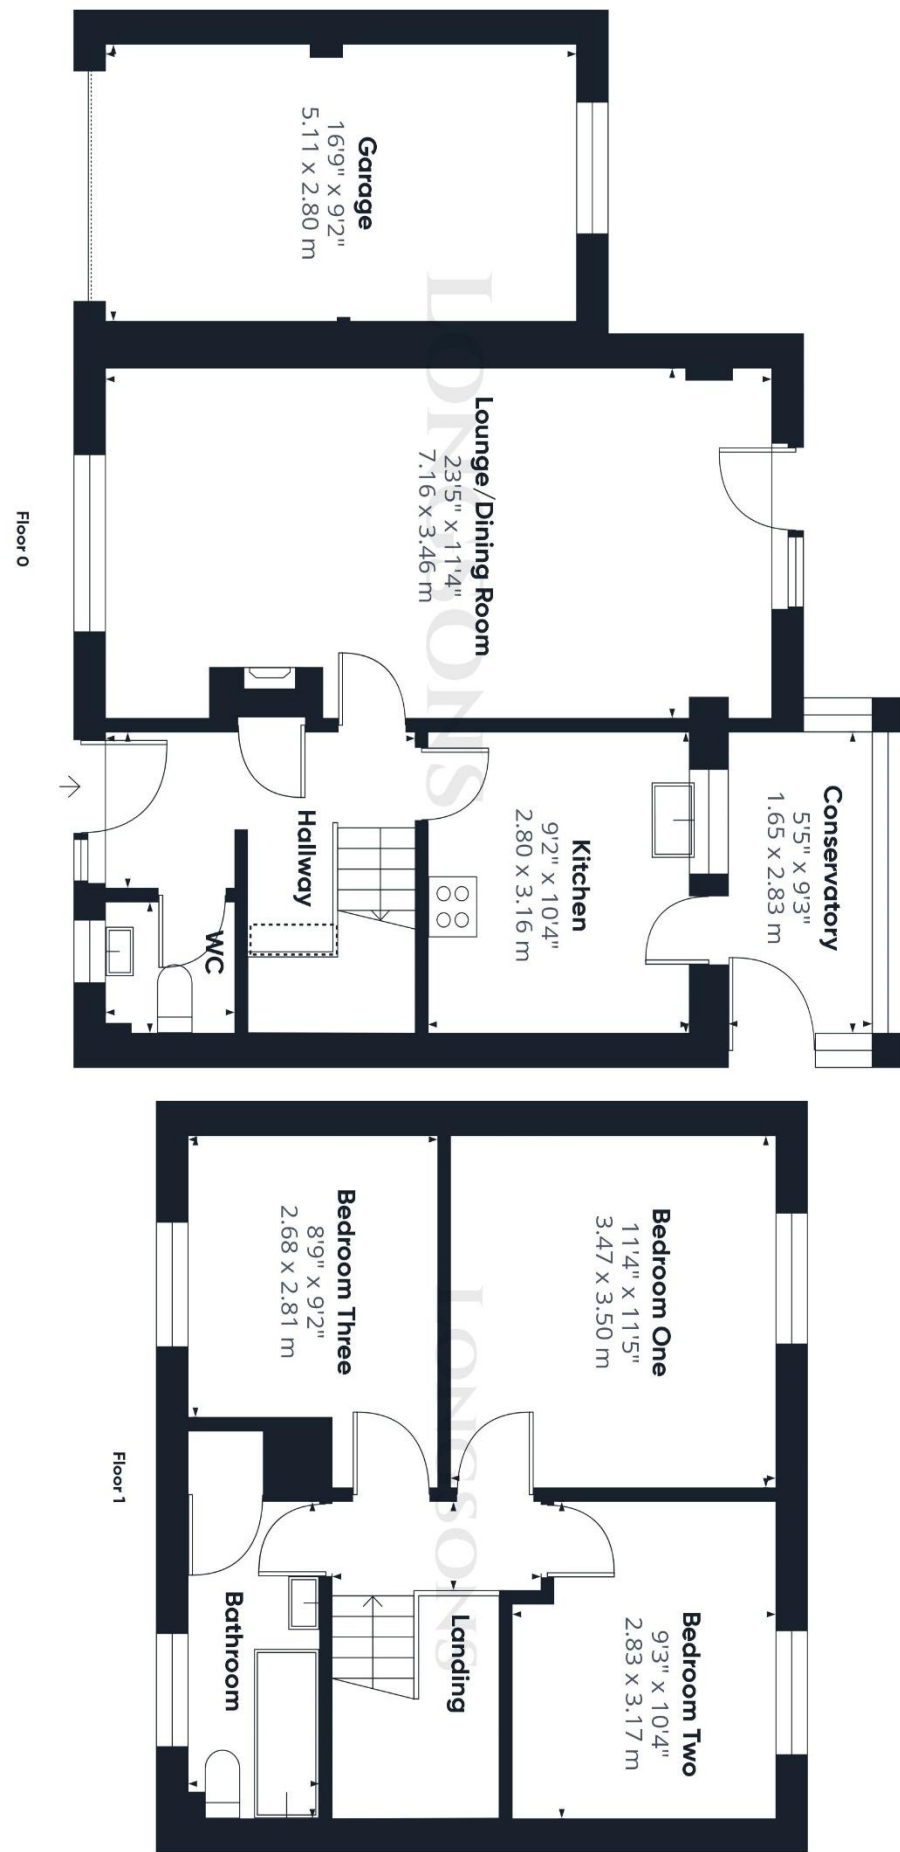 Garage
16'9" x 9'2"
5.11 x 2.80 m
Lounge/Dining Room
23'5" x 11'4"
7.16 x 3.46 m
Conservatory
5'5" x 9'3"
1.65 x 2.83 m
Kitchen
9'2" x 10'4"
2.80 x 3.16 m
Hallway
WC
LONGSONS
Floor 0
Bedroom One
11'4" x 11'5"
3.47 x 3.50 m
Bedroom Three
8'9" x 9'2"
2.68 x 2.81 m
Bedroom Two
9'3" x 10'4"
2.83 x 3.17 m
Landing
Bathroom
LONGSONS
Floor 1